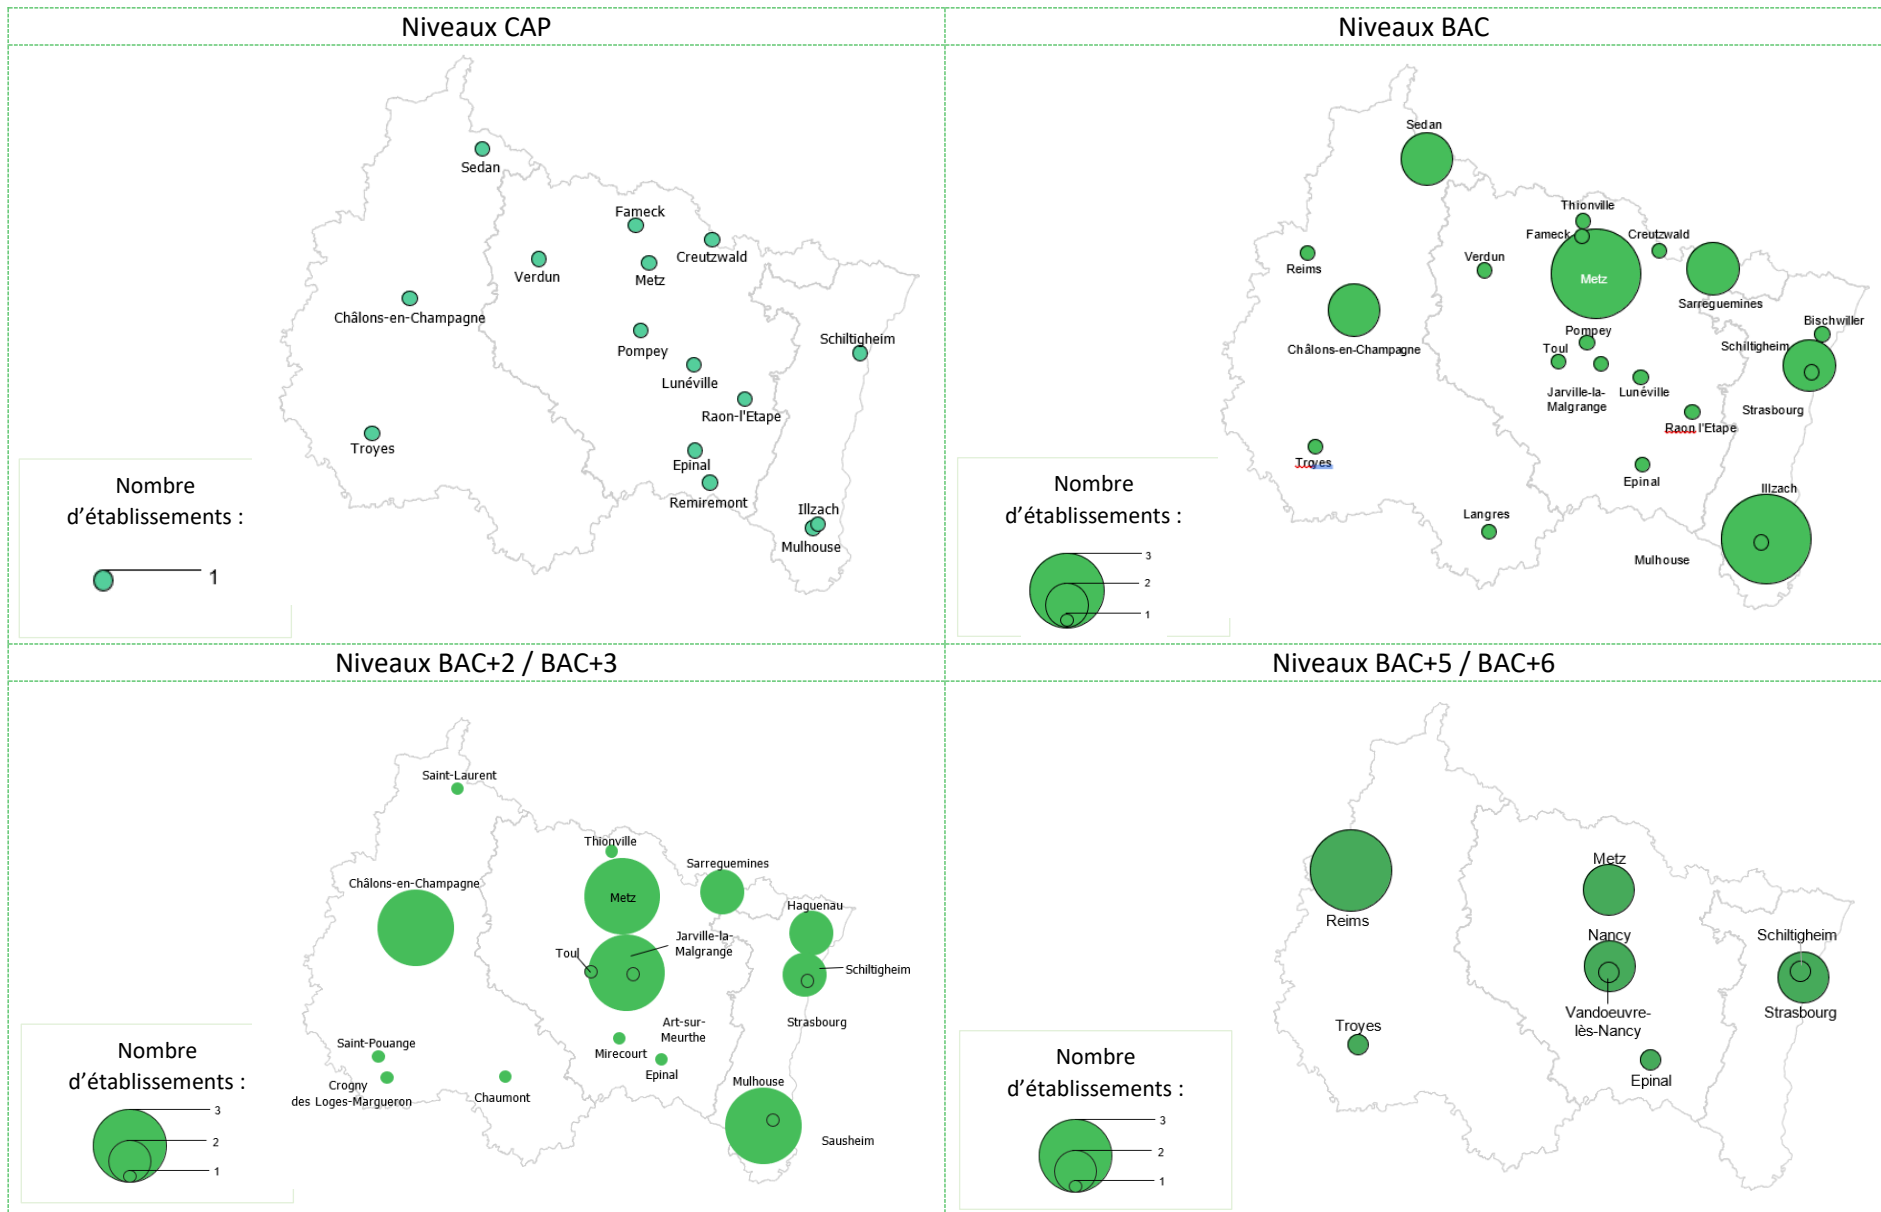 Niveaux CAP
Sedan
Fameck
Creutzwald
Verdun
Metz
Châlons-en-Champagne
Pompey
Schiltigheim
Lunéville
Raon-l'Etape
Troyes
Epinal
Remiremont
Illzach
Mulhouse
Nombre
d'établissements :
1
Niveaux BAC
Sedan
Thionville
Fameck
Creutzwald
Reims
Verdun
Metz
Sarreguemines
Bischwiller
Châlons-en-Champagne
Pompey
Schiltigheim
Toul
Jarville-la-
Malgrange
Lunéville
Strasbourg
Raon l'Etape
Troyes
Epinal
Illzach
Langres
Mulhouse
Nombre
d'établissements :
3
2
1
Niveaux BAC+2 / BAC+3
Saint-Laurent
Thionville
Sarreguemines
Châlons-en-Champagne
Metz
Haguenau
Jarville-la-
Malgrange
Toul
Schiltigheim
Strasbourg
Art-sur-
Meurthe
Saint-Pouange
Mirecourt
Epinal
Crogny
des Loges-Margueron
Chaumont
Mulhouse
Sausheim
Nombre
d'établissements :
3
2
1
Niveaux BAC+5 / BAC+6
Metz
Reims
Nancy
Schiltigheim
Vandoeuvre-
lès-Nancy
Strasbourg
Troyes
Epinal
Nombre
d'établissements :
3
2
1